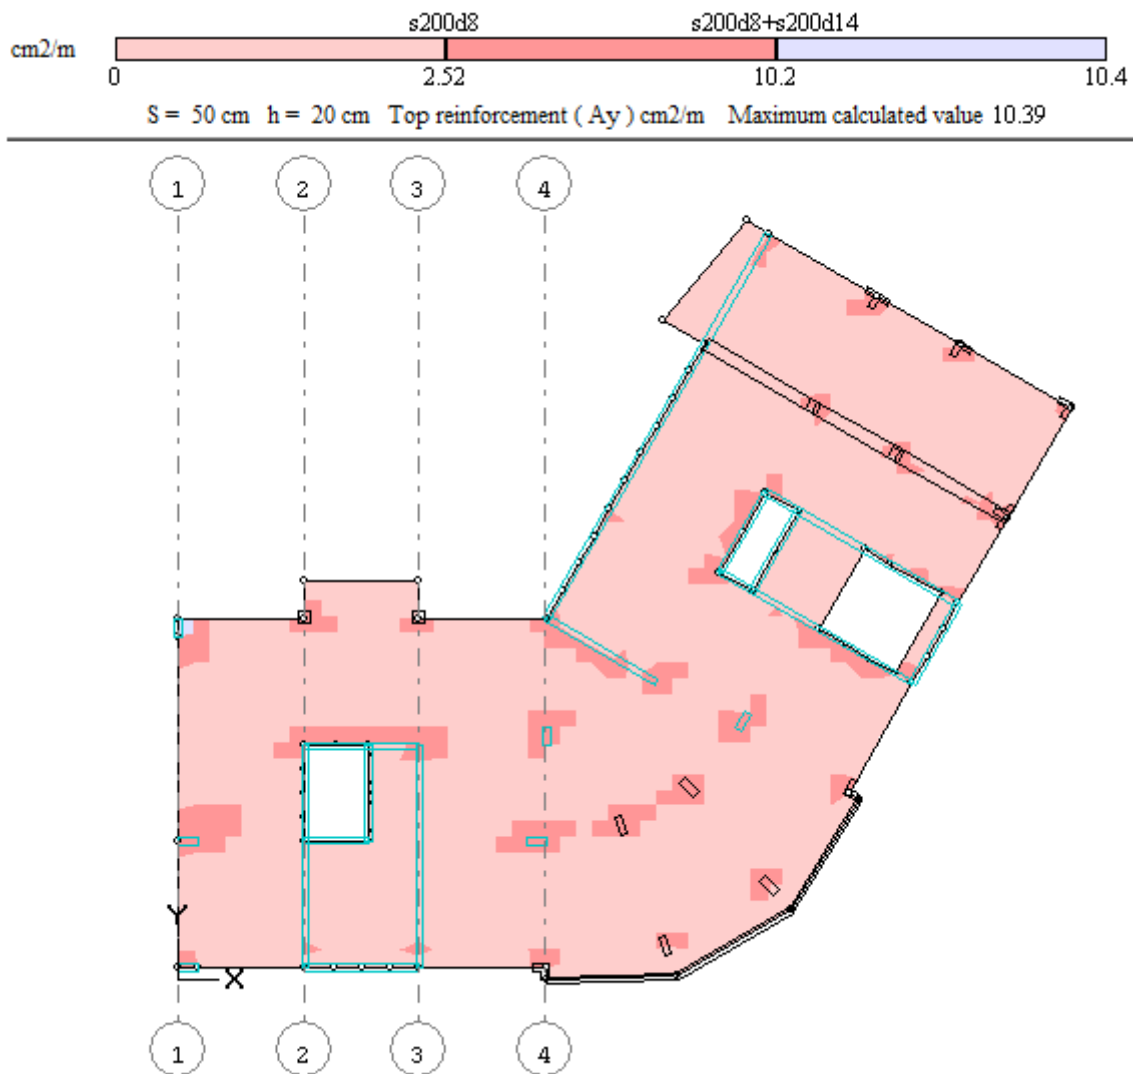 s200d8 s200d8+s200d14
cm2/m
0 2.52 10.2 10.4
S = 50 cm h = 20 cm Top reinforcement ( Ay ) cm2/m Maximum calculated value 10.39
1 2 3 4
Y
X
1 2 3 4